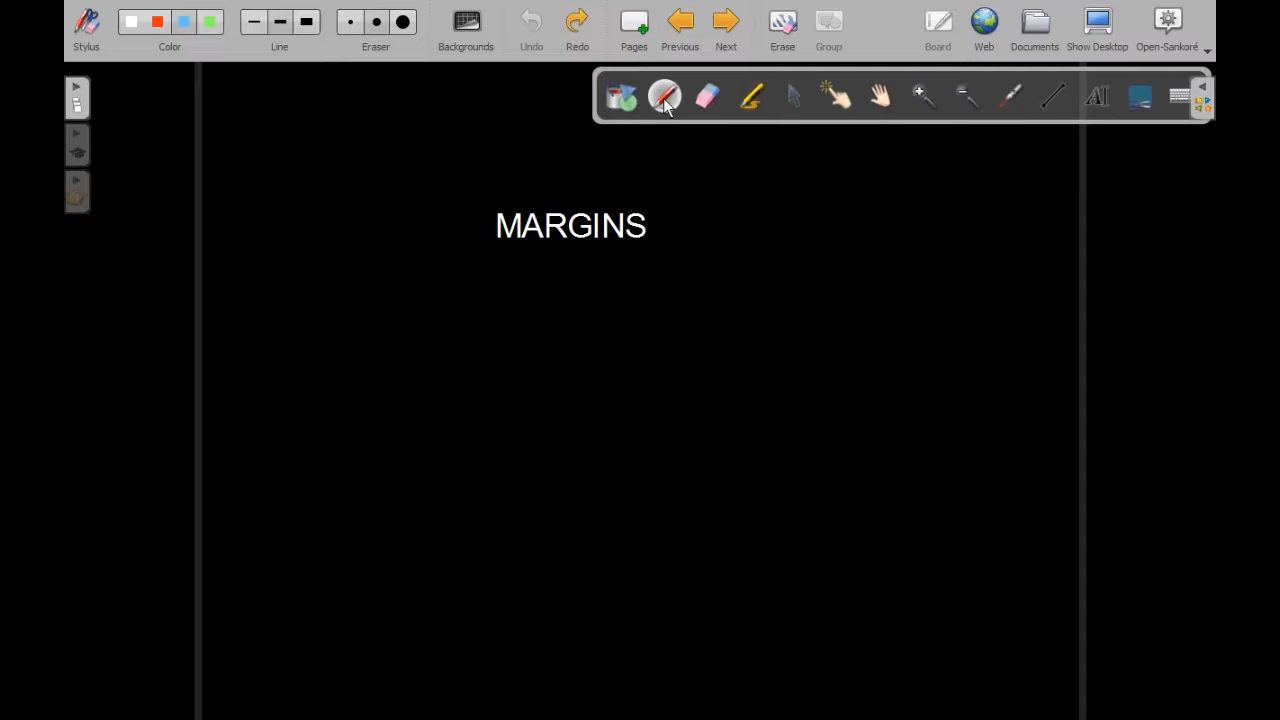 Stylus Color Line Eraser Backgrounds Undo Redo Pages Previous Next Erase Group Board Web Documents Show Desktop Open-Sankoré
AI
MARGINS